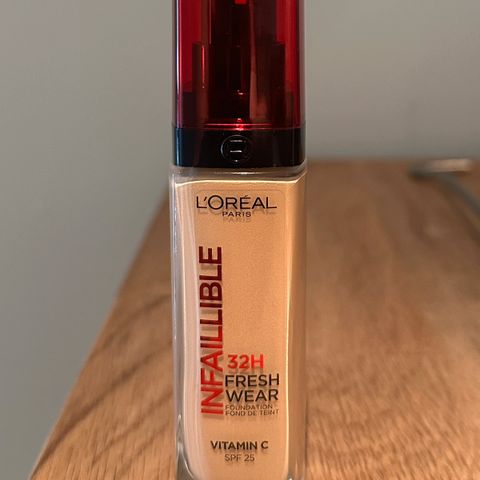 L'ORÉAL
PARIS
INFAILLIBLE
32H
FRESH
WEAR
FOUNDATION
FOND DE TEINT
VITAMIN C
SPF 25